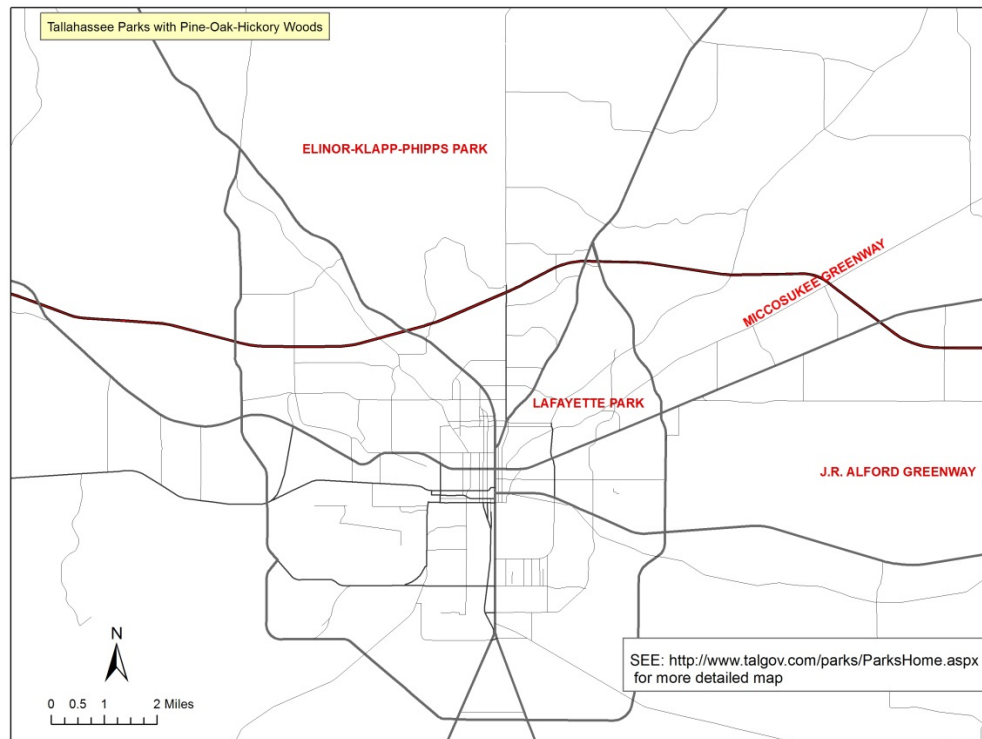 Tallahassee Parks with Pine-Oak-Hickory Woods
ELINOR-KLAPP-PHIPPS PARK
MICCOSUKEE GREENWAY
LAFAYETTE PARK
J.R. ALFORD GREENWAY
N
0 0.5 1 2 Miles
SEE: http://www.talgov.com/parks/ParksHome.aspx
for more detailed map